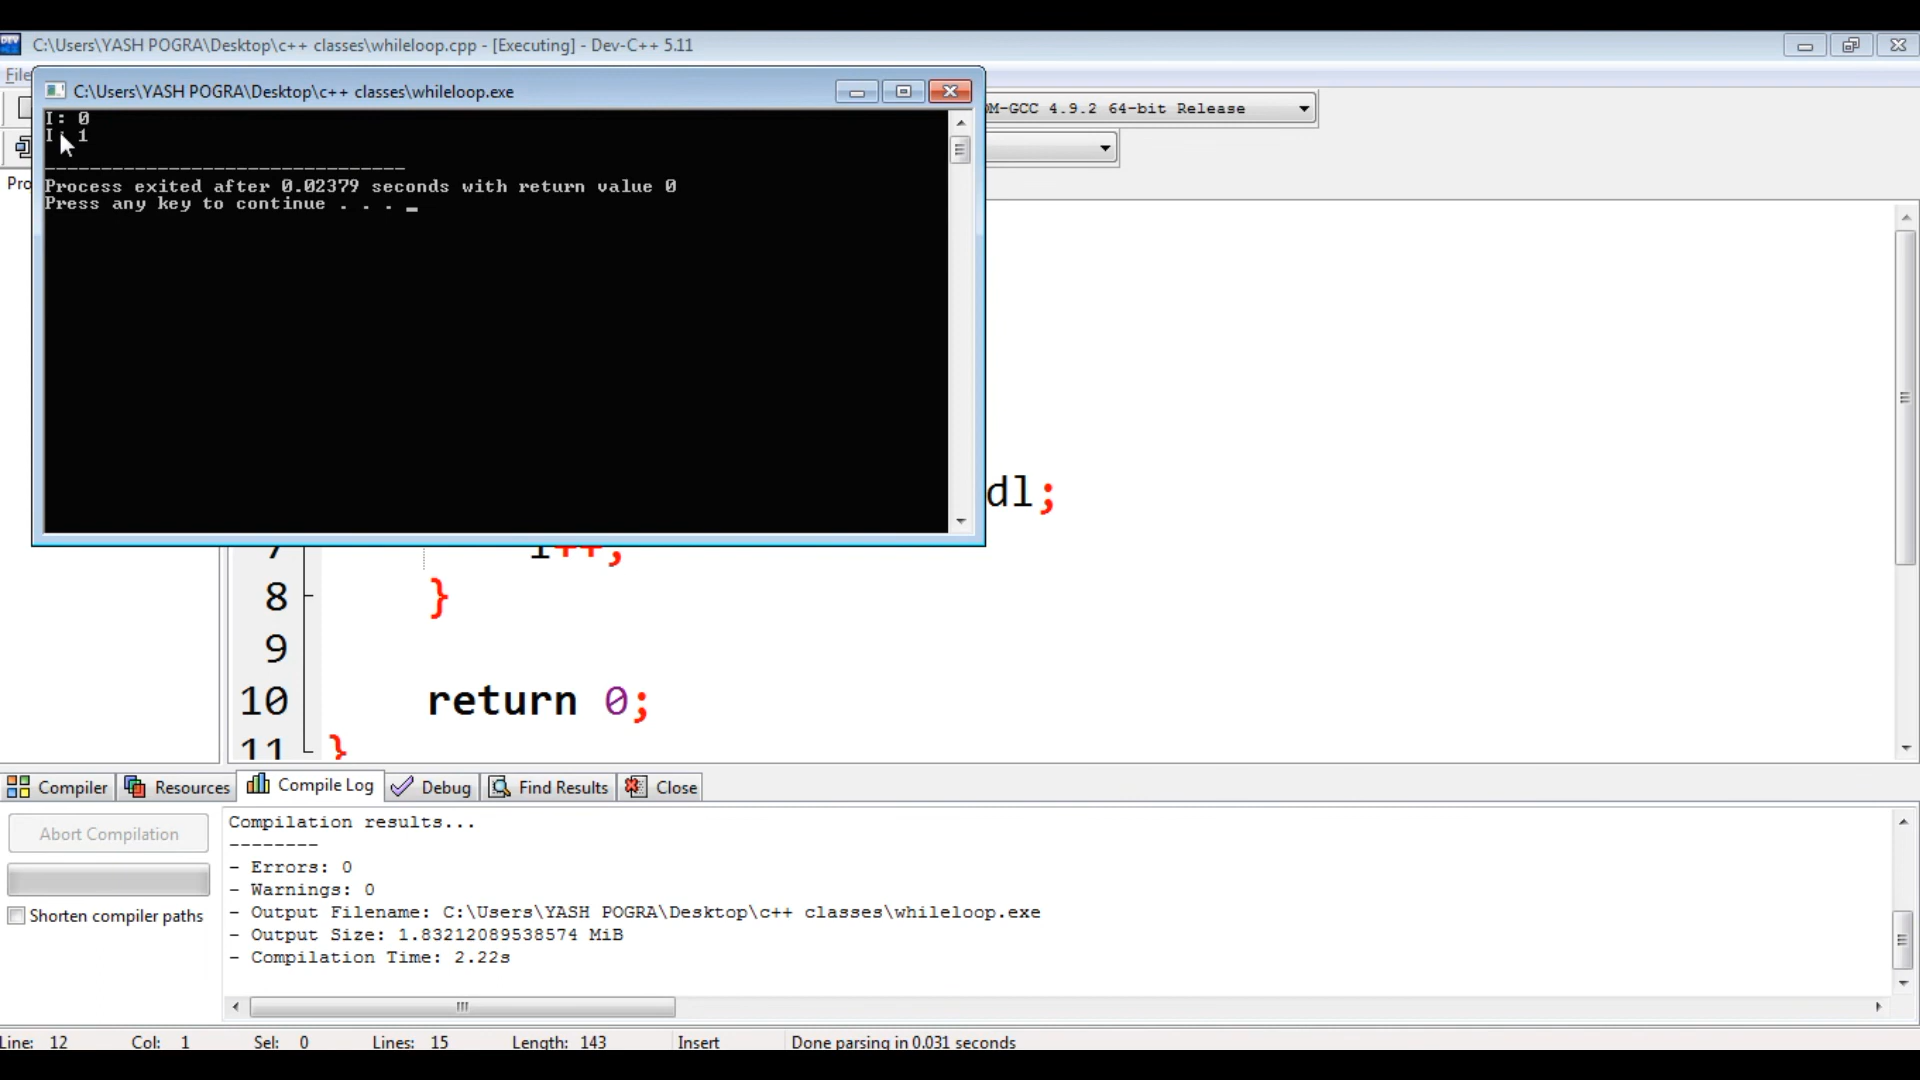 C:\Users\YASH POGRA\Desktop\c++ classes\whileloop.cpp - [Executing] - Dev-C++ 5.11
File
C:\Users\YASH POGRA\Desktop\c++ classes\whileloop.exe
DM-GCC 4.9.2 64-bit Release
I: 0
I: 1
--------------------------------
Process exited after 0.02379 seconds with return value 0
Press any key to continue . . . _
Pro
dl;
7 i++;
8 }
9
10 return 0;
11 }
Compiler Resources Compile Log Debug Find Results Close
Abort Compilation
Shorten compiler paths
Compilation results...
--------
- Errors: 0
- Warnings: 0
- Output Filename: C:\Users\YASH POGRA\Desktop\c++ classes\whileloop.exe
- Output Size: 1.83212089538574 MiB
- Compilation Time: 2.22s
Line: 12 Col: 1 Sel: 0 Lines: 15 Length: 143 Insert Done parsing in 0.031 seconds